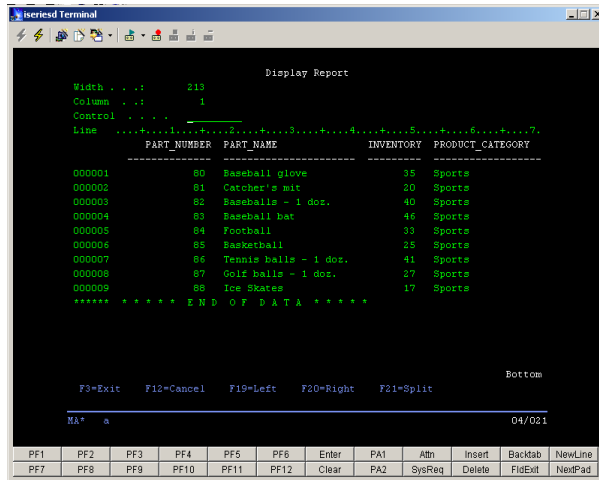 iseriesd Terminal
Display Report
Width . . .: 213
Column . .: 1
Control . . . .
Line ....+....1....+....2....+....3....+....4....+....5....+....6....+....7.
PART_NUMBER PART_NAME INVENTORY PRODUCT_CATEGORY
000001 80 Baseball glove 35 Sports
000002 81 Catcher's mit 20 Sports
000003 82 Baseballs - 1 doz. 40 Sports
000004 83 Baseball bat 46 Sports
000005 84 Football 33 Sports
000006 85 Basketball 25 Sports
000007 86 Tennis balls - 1 doz. 41 Sports
000008 87 Golf balls - 1 doz. 27 Sports
000009 88 Ice Skates 17 Sports
****** * * * * * E N D O F D A T A * * * * *
Bottom
F3=Exit F12=Cancel F19=Left F20=Right F21=Split
MA* a 04/021
PF1 PF2 PF3 PF4 PF5 PF6 Enter PA1 Attn Insert Backtab NewLine
PF7 PF8 PF9 PF10 PF11 PF12 Clear PA2 SysReq Delete FldExit NextPad